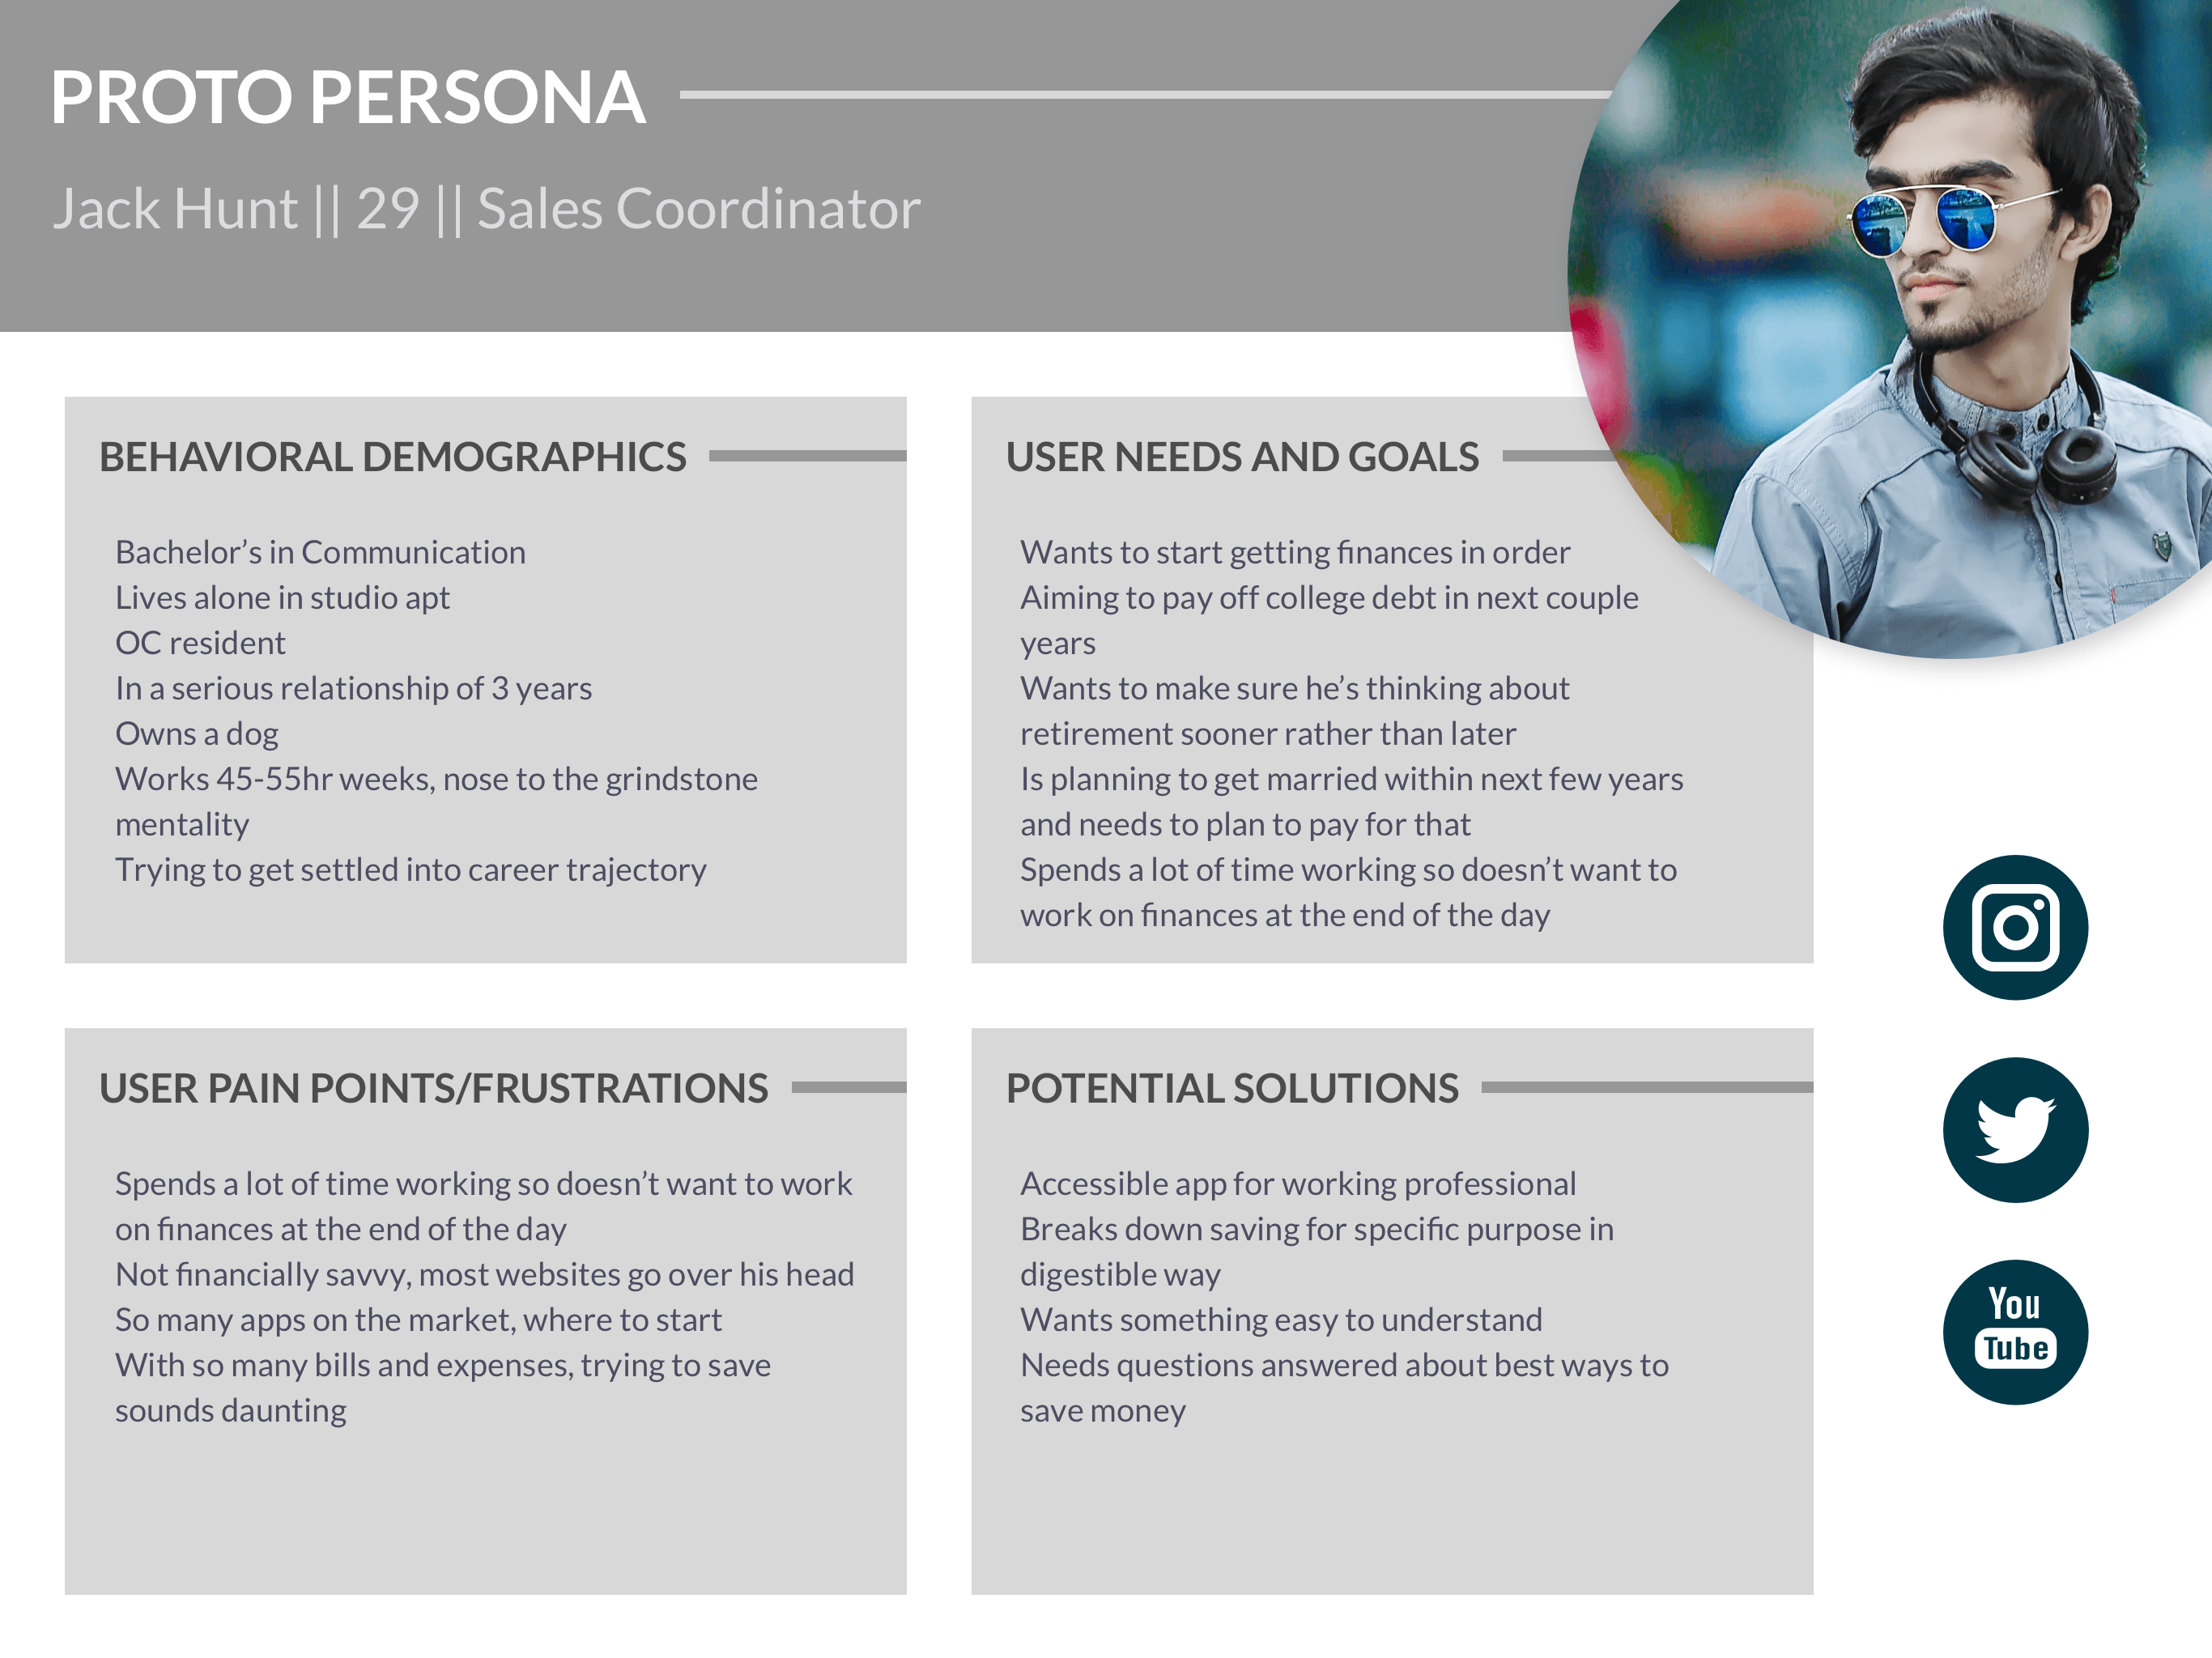 PROTO PERSONA
Jack Hunt || 29 || Sales Coordinator
BEHAVIORAL DEMOGRAPHICS
Bachelor’s in Communication
Lives alone in studio apt
OC resident
In a serious relationship of 3 years
Owns a dog
Works 45-55hr weeks, nose to the grindstone
mentality
Trying to get settled into career trajectory
USER NEEDS AND GOALS
Wants to start getting finances in order
Aiming to pay off college debt in next couple
years
Wants to make sure he’s thinking about
retirement sooner rather than later
Is planning to get married within next few years
and needs to plan to pay for that
Spends a lot of time working so doesn’t want to
work on finances at the end of the day
USER PAIN POINTS/FRUSTRATIONS
Spends a lot of time working so doesn’t want to work
on finances at the end of the day
Not financially savvy, most websites go over his head
So many apps on the market, where to start
With so many bills and expenses, trying to save
sounds daunting
POTENTIAL SOLUTIONS
Accessible app for working professional
Breaks down saving for specific purpose in
digestible way
Wants something easy to understand
Needs questions answered about best ways to
save money
You
Tube